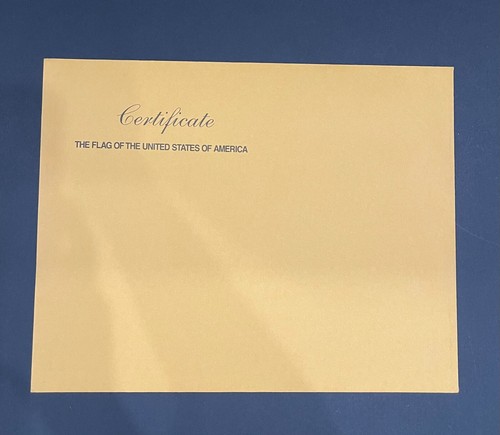 Certificate
THE FLAG OF THE UNITED STATES OF AMERICA